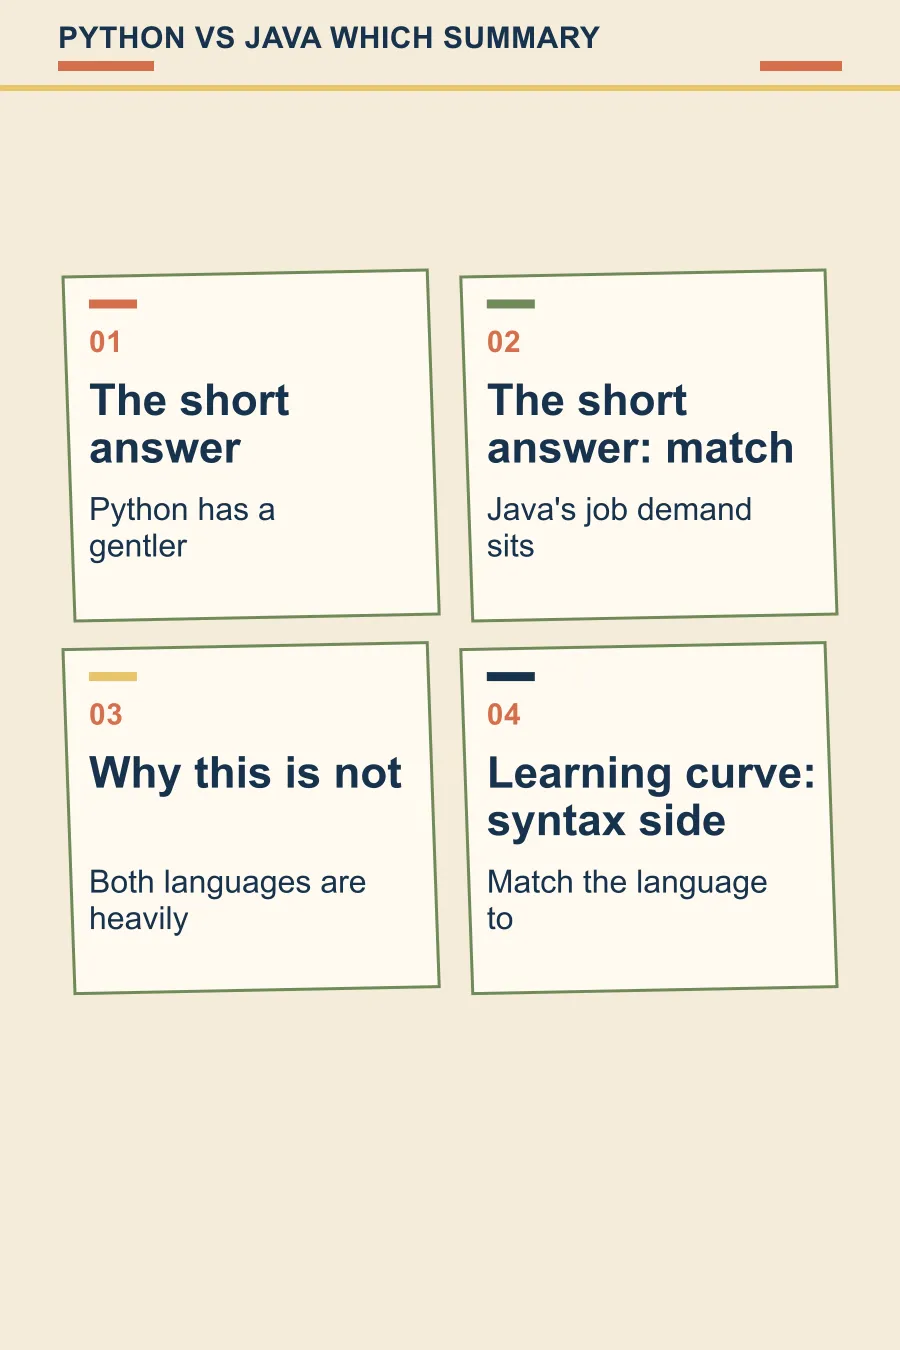 PYTHON VS JAVA WHICH SUMMARY
01
The short
answer
Python has a
gentler
02
The short
answer: match
Java's job demand
sits
03
Why this is not
Both languages are
heavily
04
Learning curve:
syntax side
Match the language
to